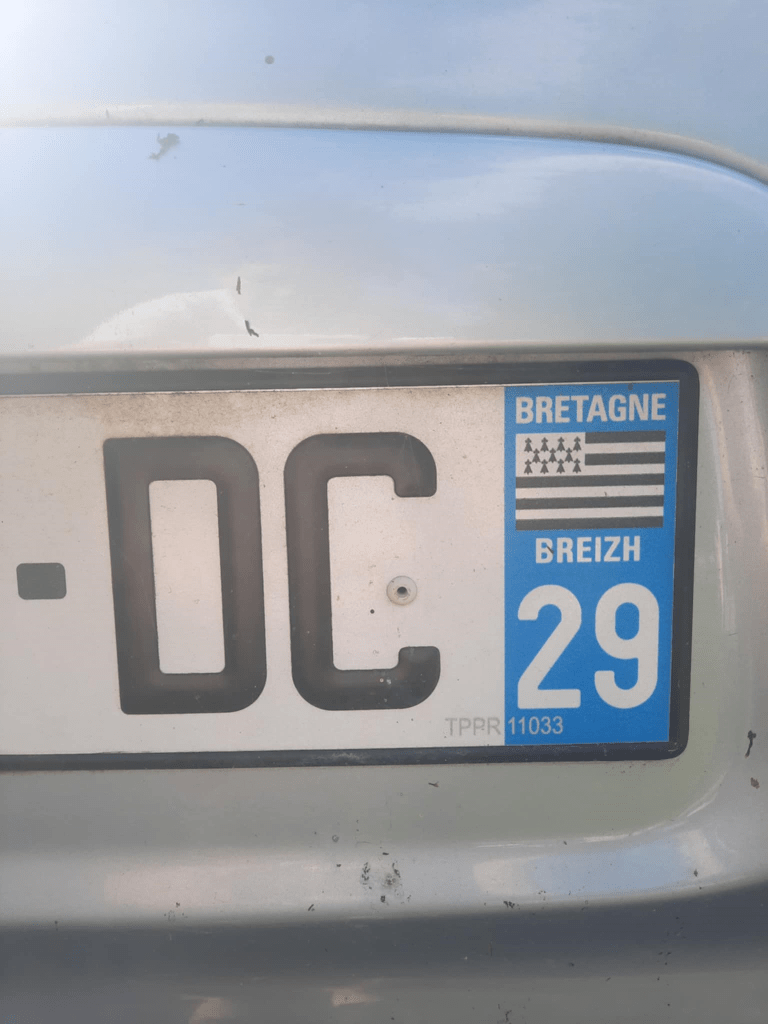 - DC
BRETAGNE
BREIZH
29
TPPR 11033